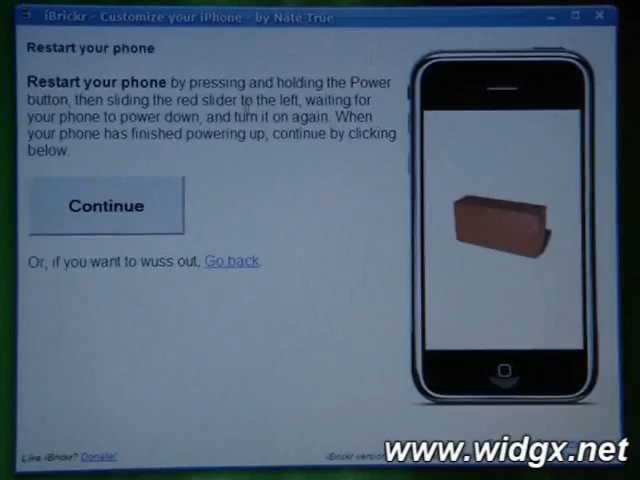 iBrickr - Customize your iPhone - by Nate True
Restart your phone
Restart your phone by pressing and holding the Power
button, then sliding the red slider to the left, waiting for
your phone to power down, and turn it on again. When
your phone has finished powering up, continue by clicking
below.
Continue
Or, if you want to wuss out, Go back.
Like iBrickr? Donate!
iBrickr version
www.widgx.net